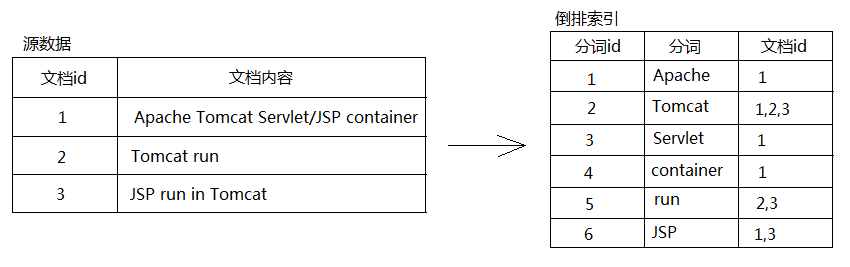 源数据
文档id 文档内容
1 Apache Tomcat Servlet/JSP container
2 Tomcat run
3 JSP run in Tomcat
倒排索引
分词id 分词 文档id
1 Apache 1
2 Tomcat 1,2,3
3 Servlet 1
4 container 1
5 run 2,3
6 JSP 1,3